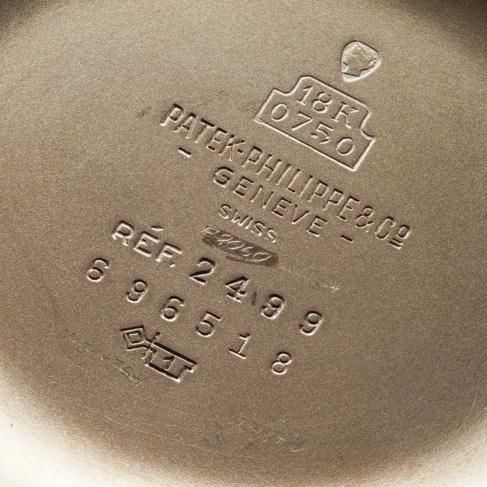 18K
0750
PATEK·PHILIPPE & Cº
- GENEVE -
SWISS
RÉF. 2499
696518